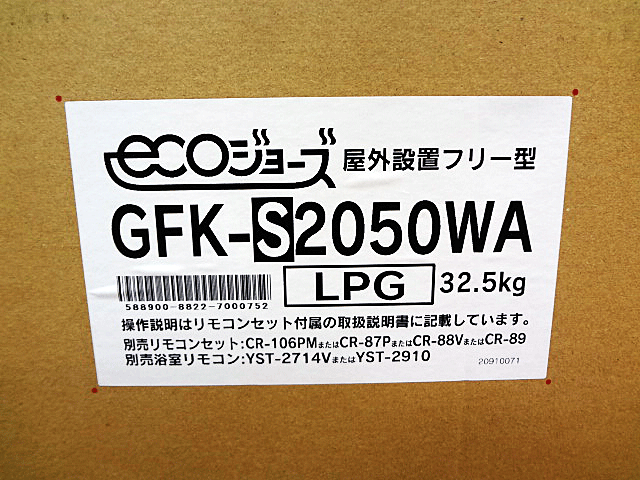 ecoジョーズ 屋外設置フリー型
GFK-S2050WA
LPG 32.5kg
588900-8822-7000752
操作説明はリモコンセット付属の取扱説明書に記載しています。
別売リモコンセット:CR-106PMまたはCR-87PまたはCR-88VまたはCR-89
別売浴室リモコン:YST-2714VまたはYST-2910
20910071